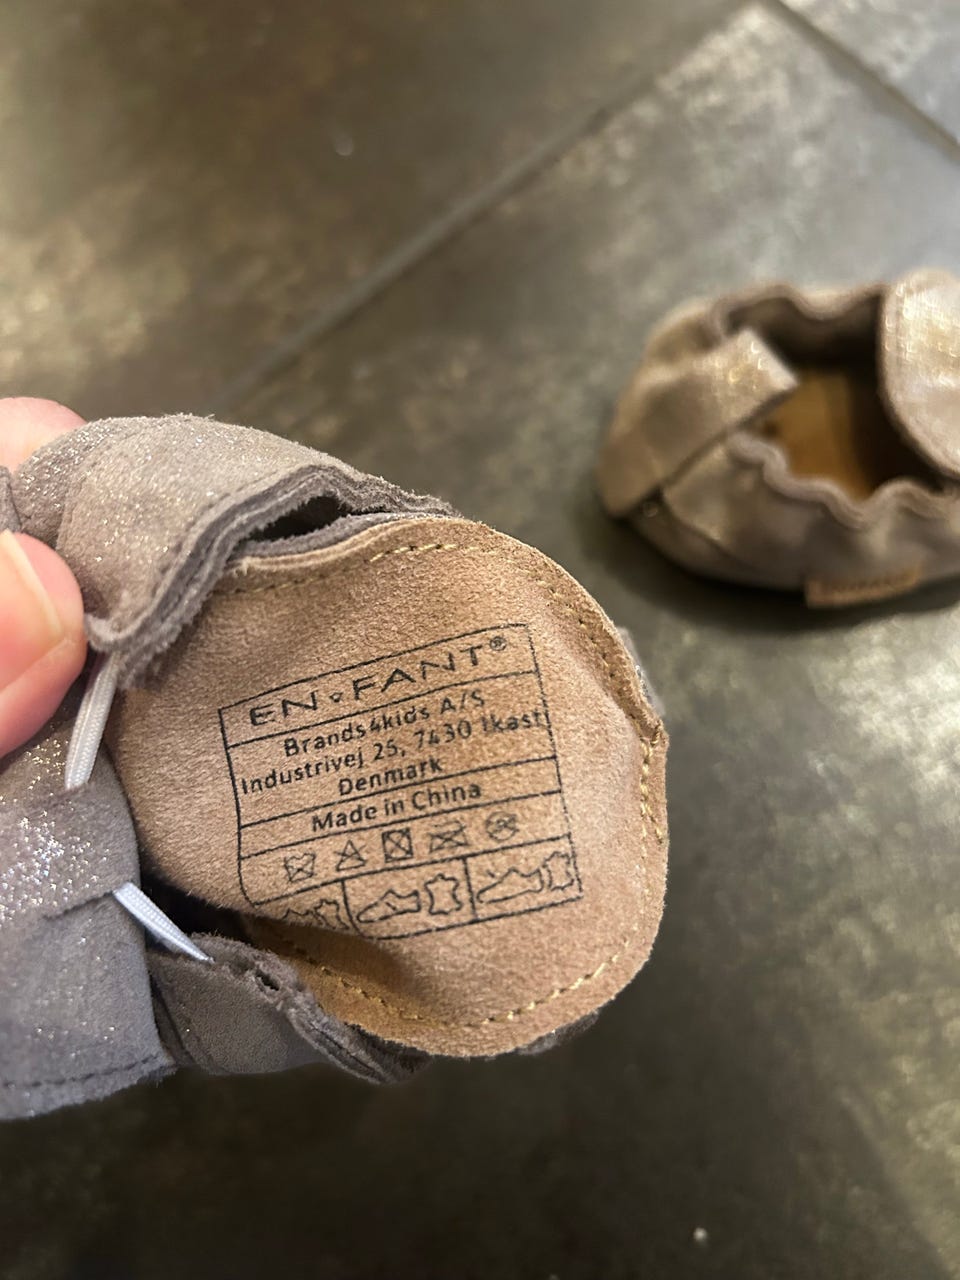 EN♥FANT®
Brands4kids A/S
Industrivej 25, 7430 Ikast
Denmark
Made in China